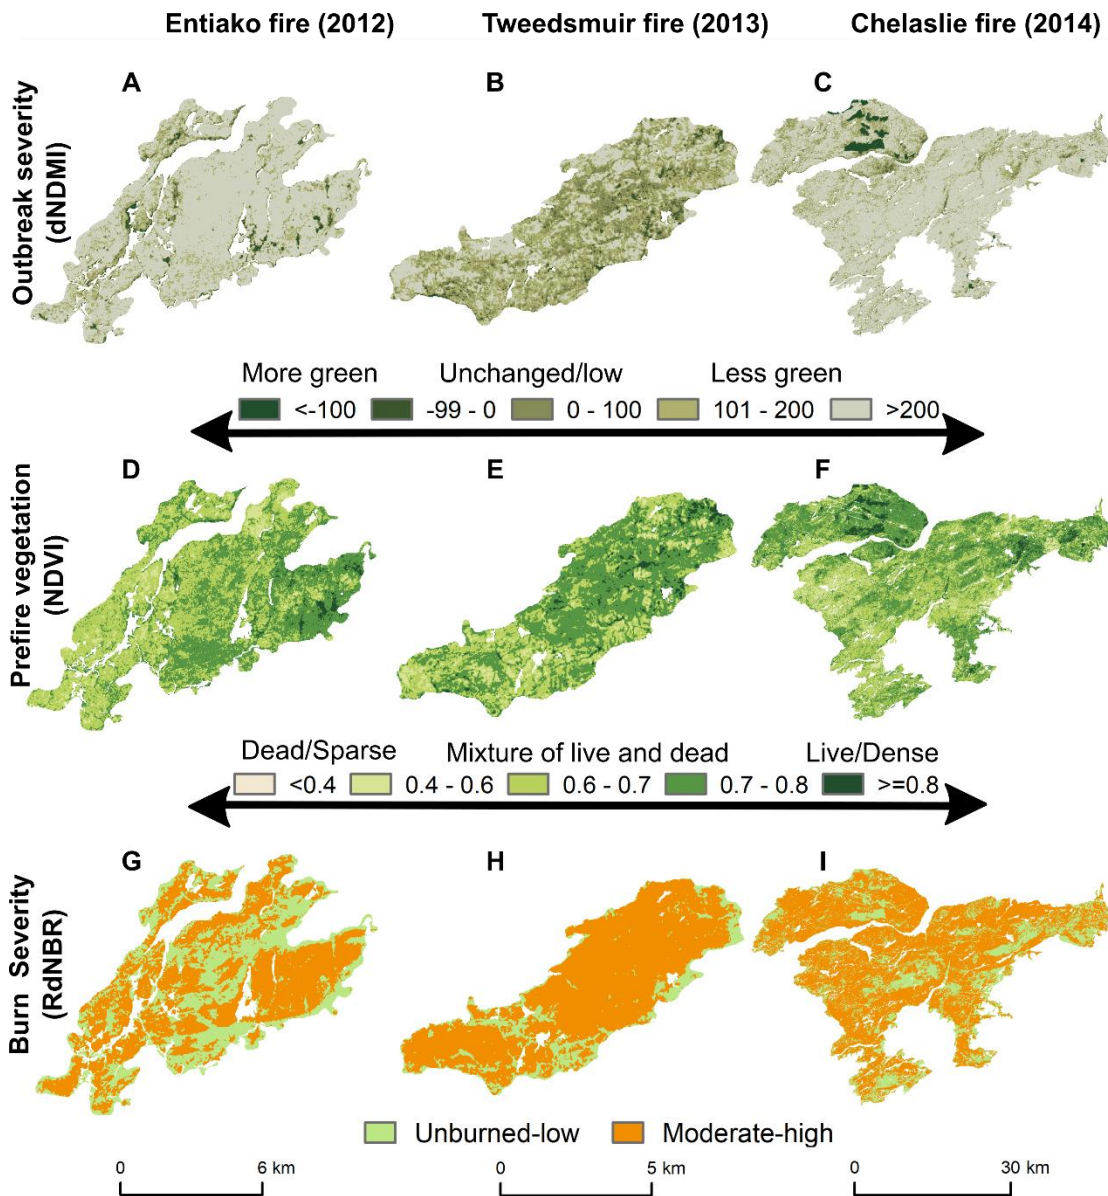 Entiako fire (2012) Tweedsmuir fire (2013) Chelaslie fire (2014)
A B C
Outbreak severity
(dNDMI)
More green Unchanged/low Less green
<-100 -99 - 0 0 - 100 101 - 200 >200
D E F
Prefire vegetation
(NDVI)
Dead/Sparse Mixture of live and dead Live/Dense
<0.4 0.4 - 0.6 0.6 - 0.7 0.7 - 0.8 >=0.8
G H I
Burn Severity
(RdNBR)
Unburned-low Moderate-high
0 6 km 0 5 km 0 30 km